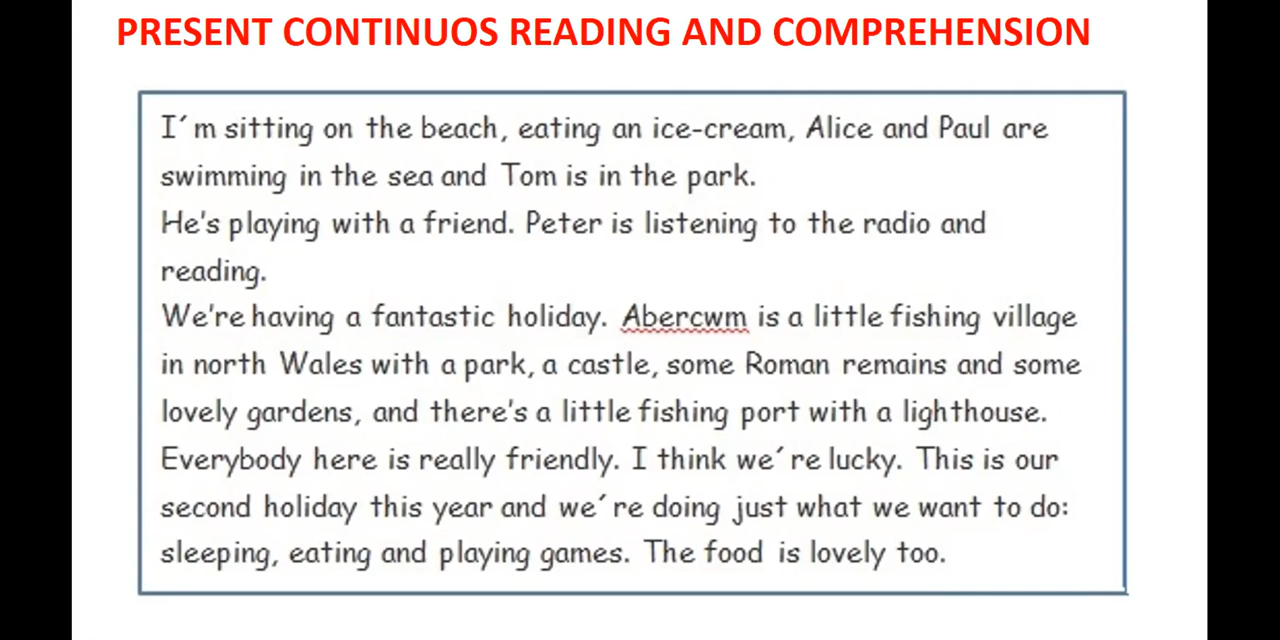 PRESENT CONTINUOS READING AND COMPREHENSION
I´m sitting on the beach, eating an ice-cream, Alice and Paul are
swimming in the sea and Tom is in the park.
He's playing with a friend. Peter is listening to the radio and
reading.
We're having a fantastic holiday. Abercwm is a little fishing village
in north Wales with a park, a castle, some Roman remains and some
lovely gardens, and there's a little fishing port with a lighthouse.
Everybody here is really friendly. I think we´re lucky. This is our
second holiday this year and we´re doing just what we want to do:
sleeping, eating and playing games. The food is lovely too.